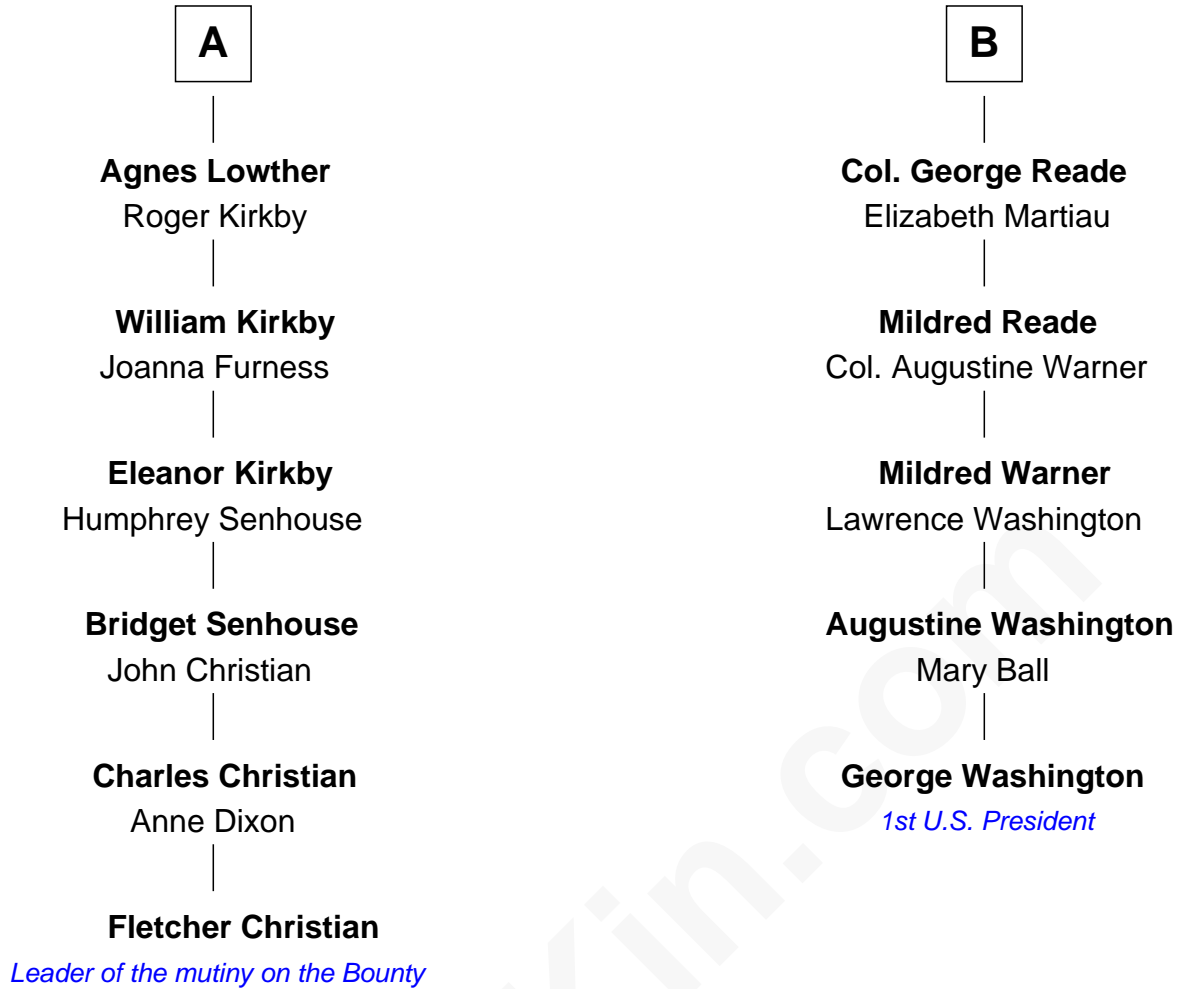 A
Agnes Lowther
Roger Kirkby
William Kirkby
Joanna Furness
Eleanor Kirkby
Humphrey Senhouse
Bridget Senhouse
John Christian
Charles Christian
Anne Dixon
Fletcher Christian
Leader of the mutiny on the Bounty
B
Col. George Reade
Elizabeth Martiau
Mildred Reade
Col. Augustine Warner
Mildred Warner
Lawrence Washington
Augustine Washington
Mary Ball
George Washington
1st U.S. President
Kin.com